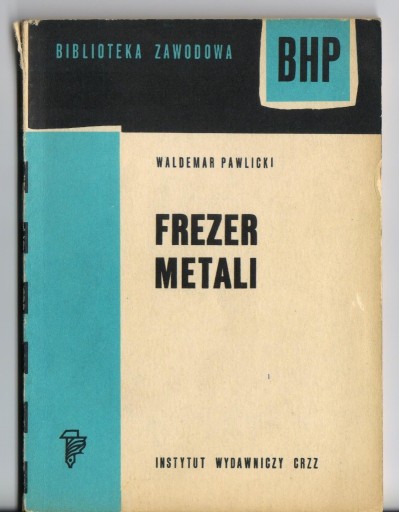 BIBLIOTEKA ZAWODOWA
BHP
WALDEMAR PAWLICKI
FREZER
METALI
INSTYTUT WYDAWNICZY CRZZ